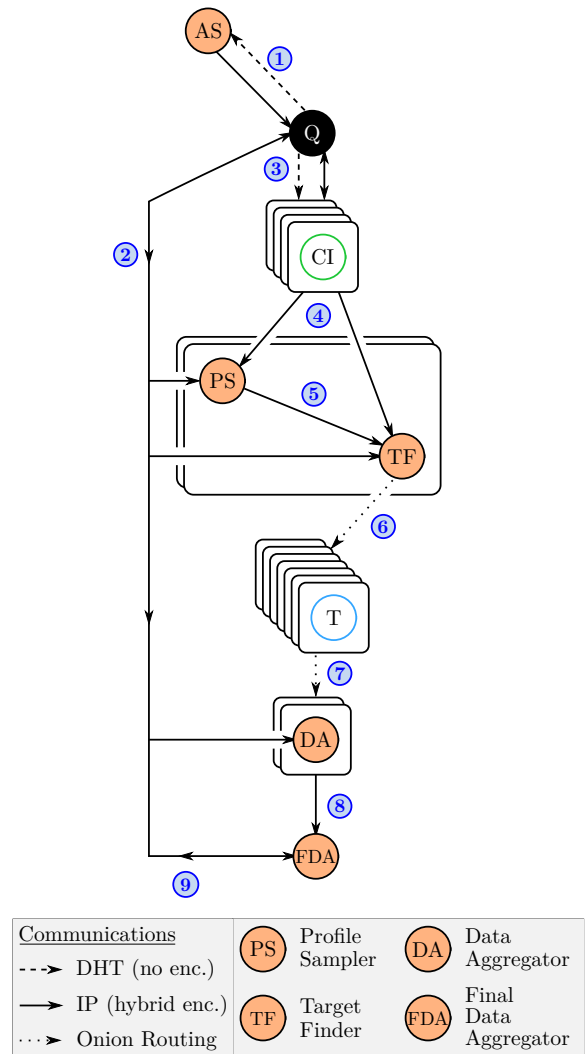 AS
1
Q
3
2
CI
4
PS
5
TF
6
T
7
DA
8
FDA
9
Communications
DHT (no enc.)
IP (hybrid enc.)
Onion Routing
PS
Profile
Sampler
DA
Data
Aggregator
TF
Target
Finder
FDA
Final
Data
Aggregator